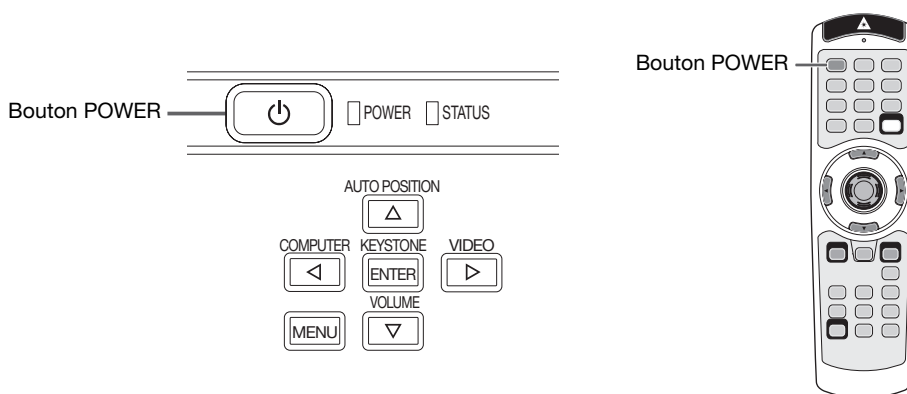 Bouton POWER
Bouton POWER
POWER STATUS
AUTO POSITION
COMPUTER KEYSTONE VIDEO
ENTER
VOLUME
MENU